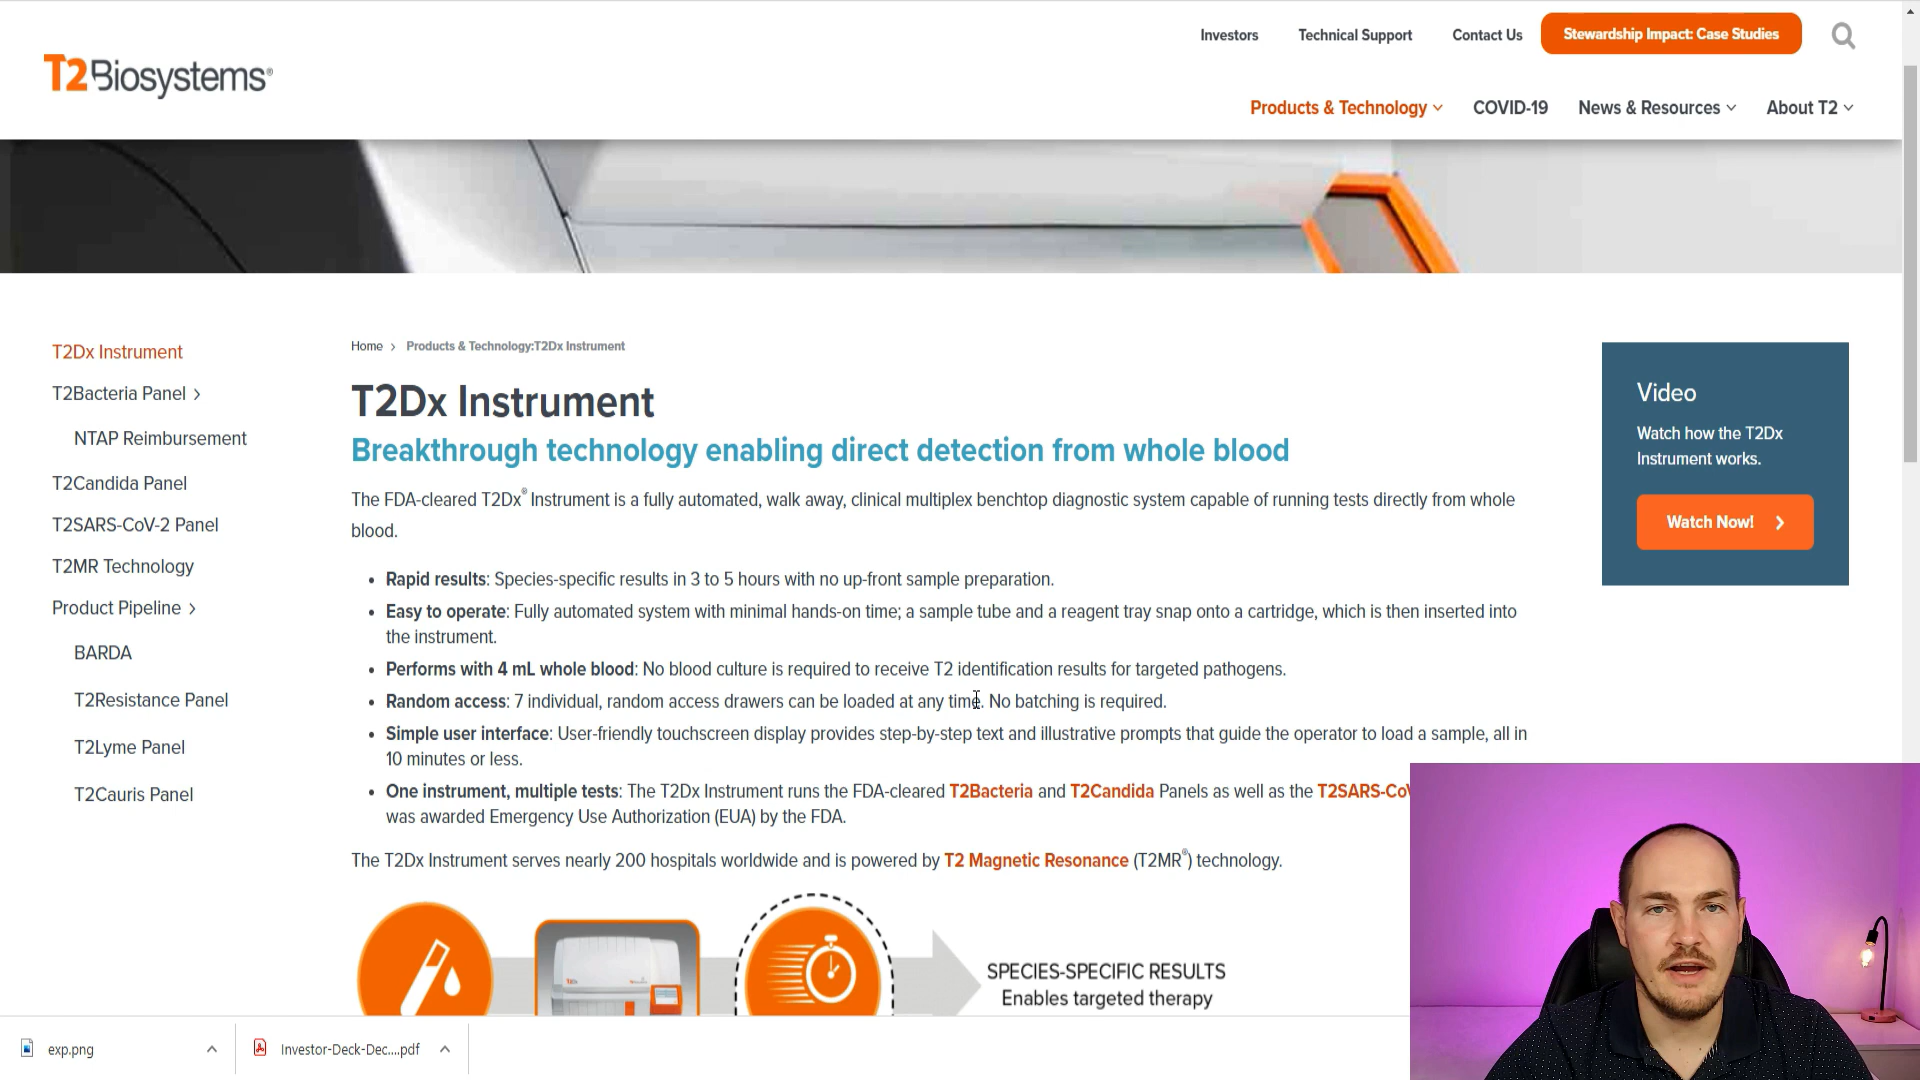 Investors Technical Support Contact Us Stewardship Impact: Case Studies
T2Biosystems®
Products & Technology COVID-19 News & Resources About T2
T2Dx Instrument
T2Bacteria Panel >
NTAP Reimbursement
T2Candida Panel
T2SARS-CoV-2 Panel
T2MR Technology
Product Pipeline >
BARDA
T2Resistance Panel
T2Lyme Panel
T2Cauris Panel
Home > Products & Technology:T2Dx Instrument
T2Dx Instrument
Breakthrough technology enabling direct detection from whole blood
The FDA-cleared T2Dx® Instrument is a fully automated, walk away, clinical multiplex benchtop diagnostic system capable of running tests directly from whole
blood.
• Rapid results: Species-specific results in 3 to 5 hours with no up-front sample preparation.
• Easy to operate: Fully automated system with minimal hands-on time; a sample tube and a reagent tray snap onto a cartridge, which is then inserted into
the instrument.
• Performs with 4 mL whole blood: No blood culture is required to receive T2 identification results for targeted pathogens.
• Random access: 7 individual, random access drawers can be loaded at any time. No batching is required.
• Simple user interface: User-friendly touchscreen display provides step-by-step text and illustrative prompts that guide the operator to load a sample, all in
10 minutes or less.
• One instrument, multiple tests: The T2Dx Instrument runs the FDA-cleared T2Bacteria and T2Candida Panels as well as the T2SARS-CoV
was awarded Emergency Use Authorization (EUA) by the FDA.
The T2Dx Instrument serves nearly 200 hospitals worldwide and is powered by T2 Magnetic Resonance (T2MR®) technology.
SPECIES-SPECIFIC RESULTS
Enables targeted therapy
Video
Watch how the T2Dx
Instrument works.
Watch Now! >
exp.png
Investor-Deck-Dec....pdf